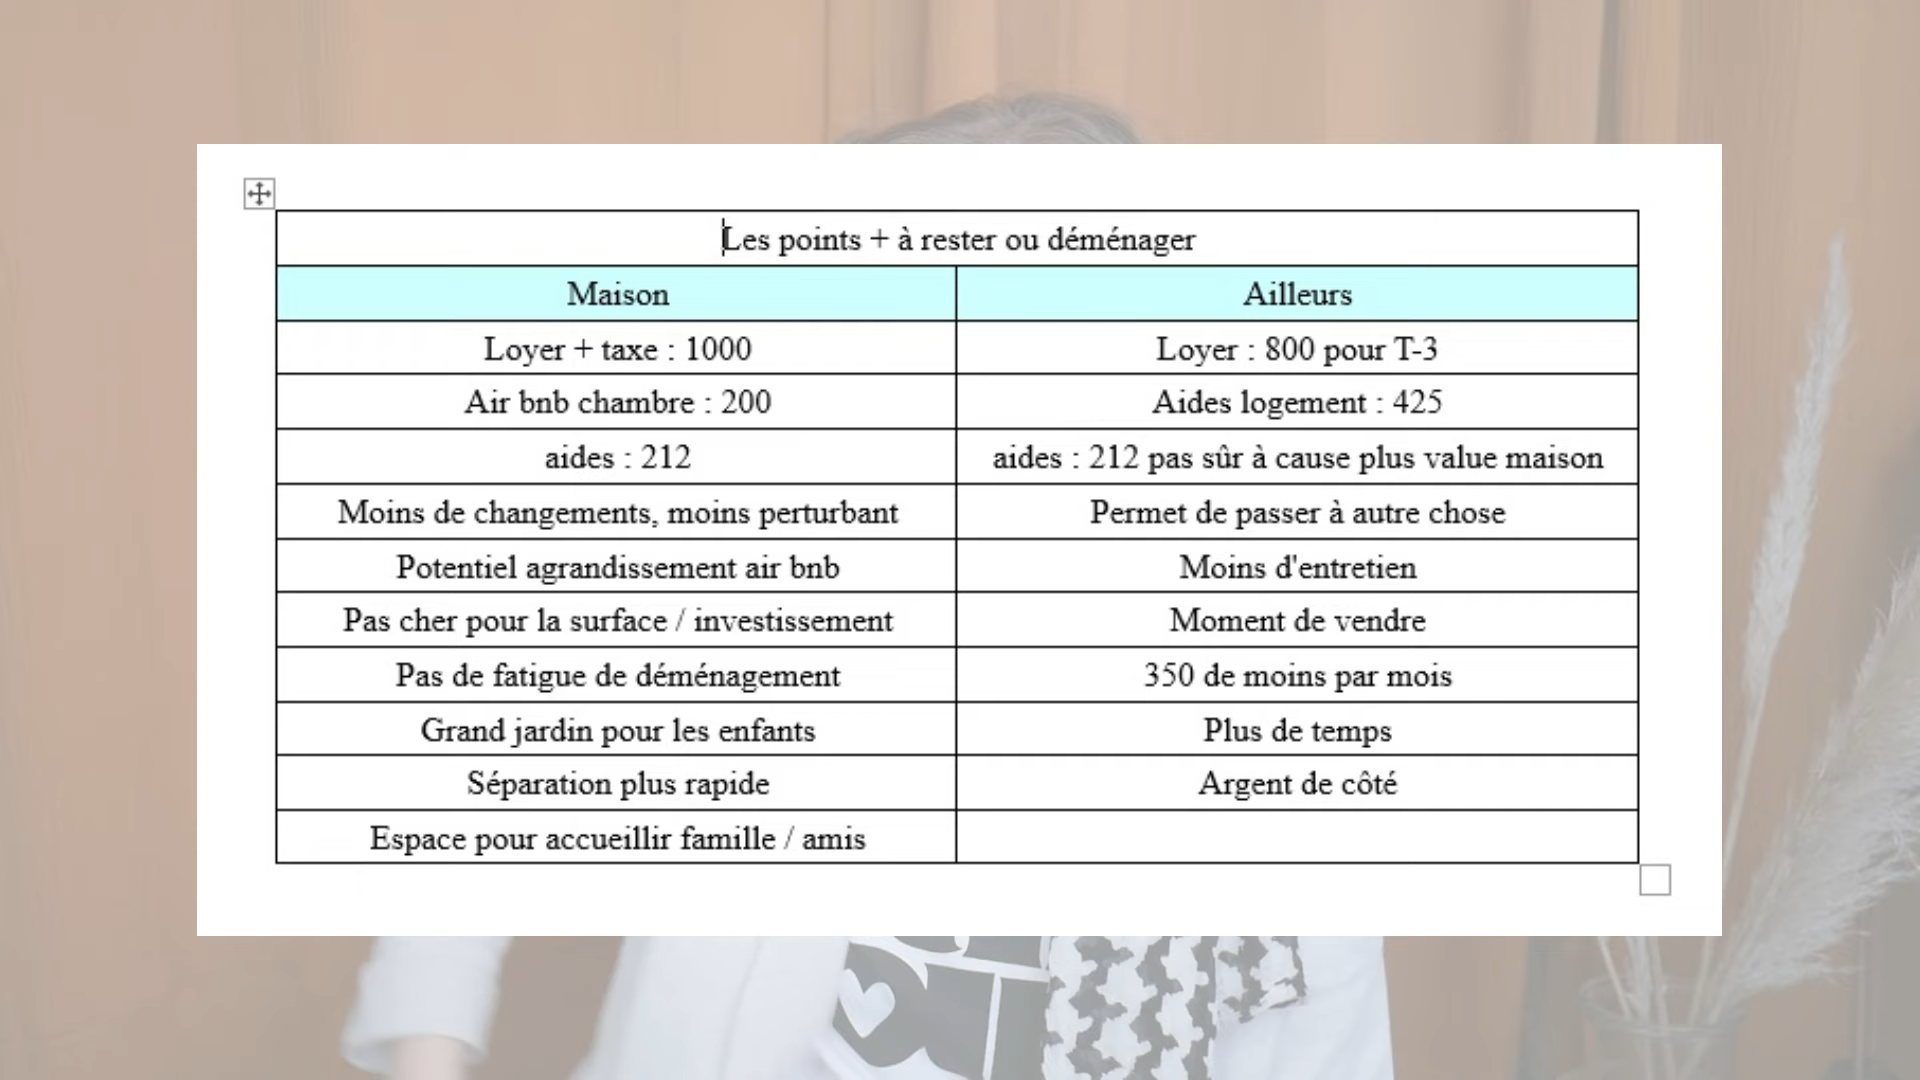 Les points + à rester ou déménager
Maison
Ailleurs
Loyer + taxe : 1000
Loyer : 800 pour T-3
Air bnb chambre : 200
Aides logement : 425
aides : 212
aides : 212 pas sûr à cause plus value maison
Moins de changements, moins perturbant
Permet de passer à autre chose
Potentiel agrandissement air bnb
Moins d'entretien
Pas cher pour la surface / investissement
Moment de vendre
Pas de fatigue de déménagement
350 de moins par mois
Grand jardin pour les enfants
Plus de temps
Séparation plus rapide
Argent de côté
Espace pour accueillir famille / amis